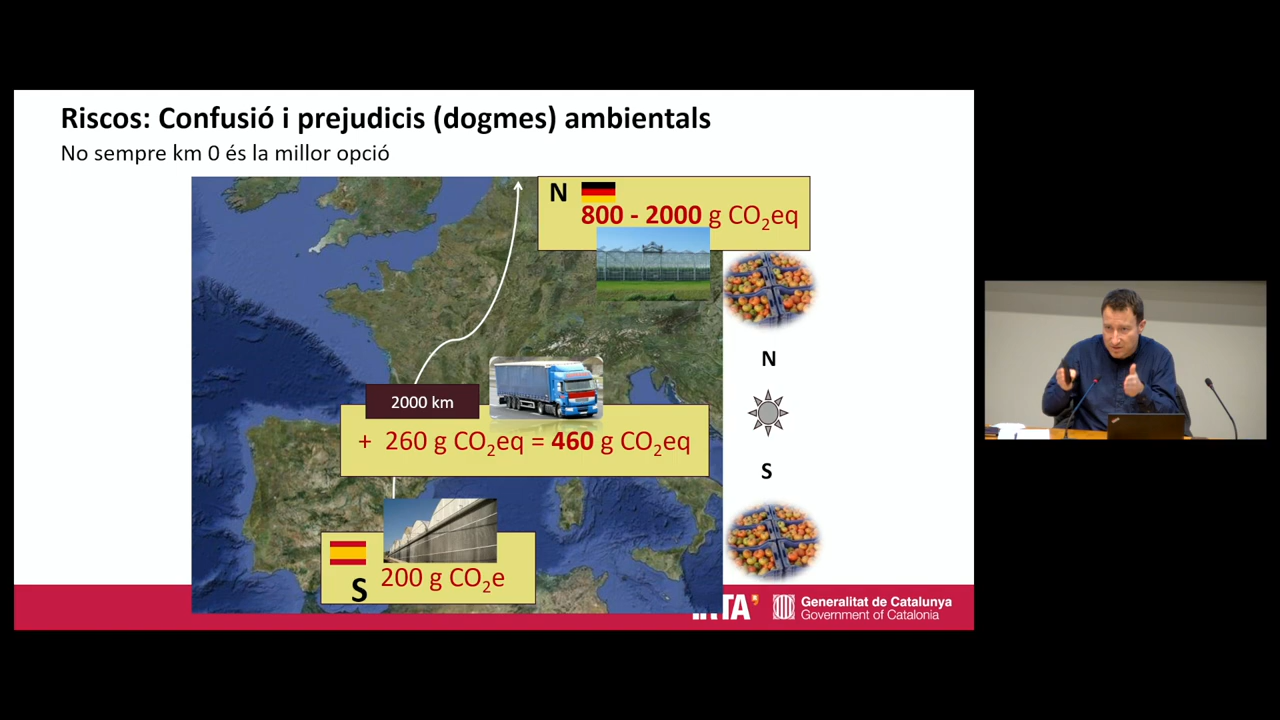 Riscos: Confusió i prejudicis (dogmes) ambientals
No sempre km 0 és la millor opció
N
800 - 2000 g CO₂eq
2000 km
+ 260 g CO₂eq = 460 g CO₂eq
S 200 g CO₂e
N
S
IRTA
Generalitat de Catalunya
Government of Catalonia